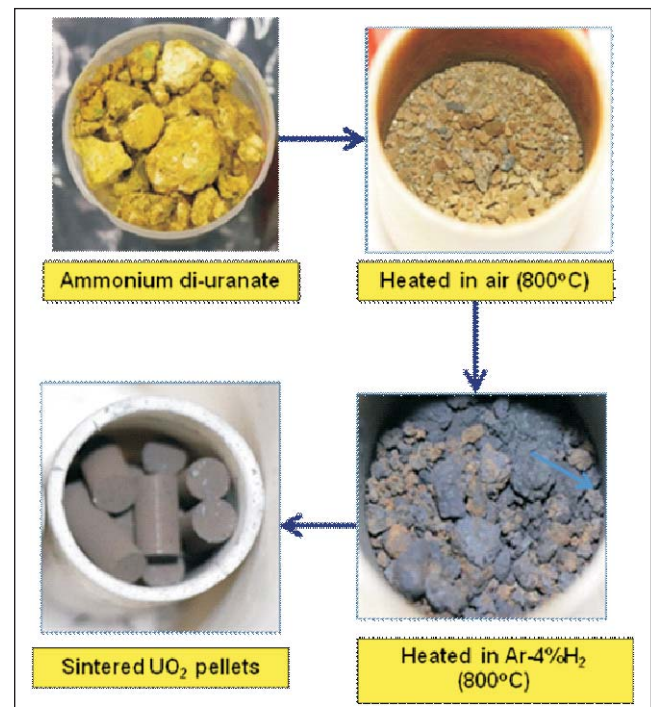 Ammonium di-uranate
Heated in air (800°C)
Sintered UO₂ pellets
Heated in Ar-4%H₂
(800°C)